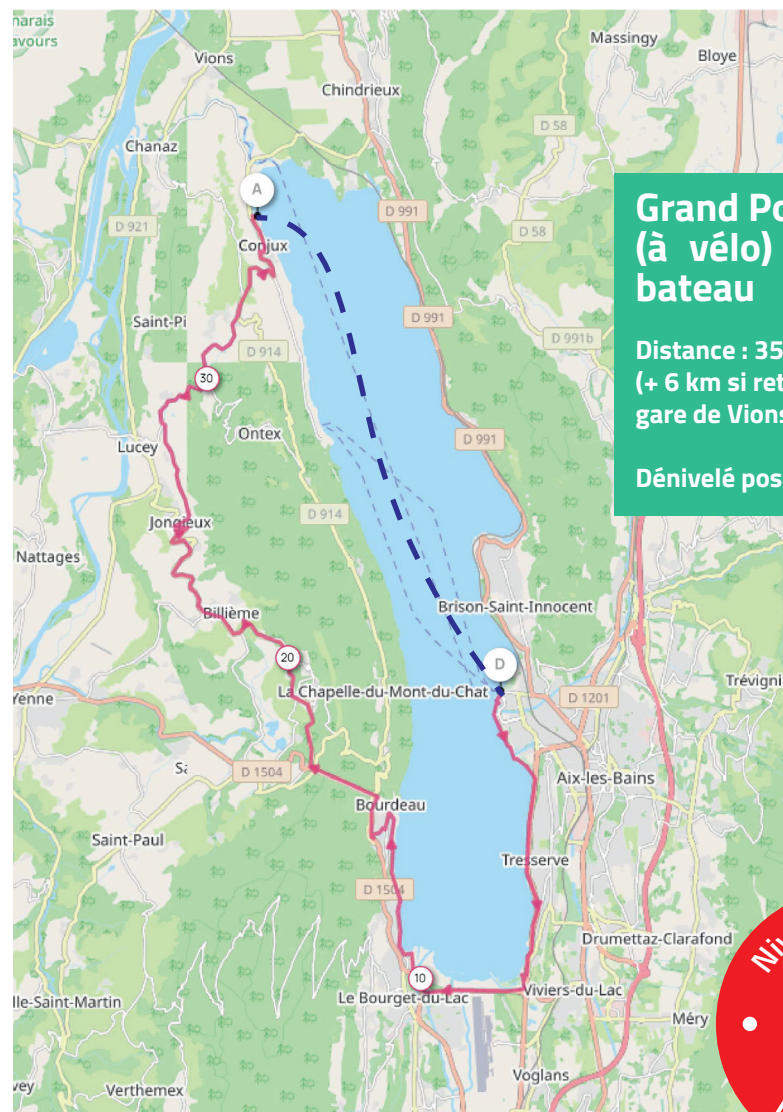 narais
avours
Vions
Massingy
Bloye
Chindrieux
D 58
Chanaz
A
D 921
D 991
D 58
Conjux
Grand Po
(à vélo)
bateau
Distance : 35
(+ 6 km si ret
gare de Vions
Dénivelé pos
Saint-Pi
D 991
D 991b
D 914
30
Ontex
D 991
Lucey
D 914
Jongieux
Nattages
Brison-Saint-Innocent
Billième
20
D
La Chapelle-du-Mont-du-Chat
Trévigni
Yenne
D 1201
Sa
D 1504
Aix-les-Bains
Bourdeau
Saint-Paul
Tresserve
D 1504
Drumettaz-Clarafond
Niv
10
Le Bourget-du-Lac
Viviers-du-Lac
lle-Saint-Martin
Méry
Voglans
vey
Verthemex